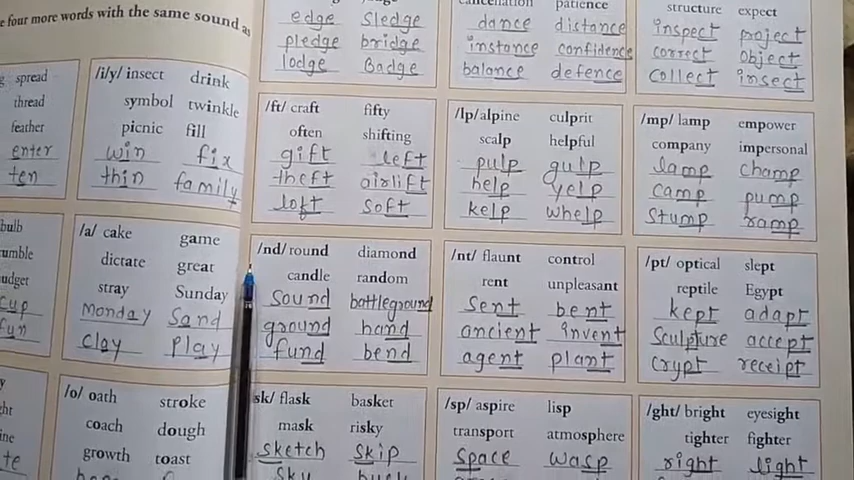 e four more words with the same sound as
spread
thread
feather
enter
ten
/i/y/ insect drink
symbol twinkle
picnic fill
win fix
thin family
bulb
umble
udget
cup
fun
/a/ cake game
dictate great
stray Sunday
Monday Sand
clay Play
ght
ine
te
/o/ oath stroke
coach dough
growth toast
edge Sledge
pledge bridge
lodge Badge
cancellation patience
dance distance
instance confidence
balance defence
structure expect
inspect project
correct object
collect insect
/ft/ craft fifty
often shifting
gift left
theft airlift
loft soft
/lp/ alpine culprit
scalp helpful
pulp gulp
help yelp
kelp whelp
/mp/ lamp empower
company impersonal
lamp champ
camp pump
Stump ramp
/nd/ round diamond
candle random
Sound battleground
ground hand
fund bend
/nt/ flaunt control
rent unpleasant
Sent bent
ancient invent
agent plant
/pt/ optical slept
reptile Egypt
kept adapt
Sculpture accept
crypt receipt
sk/ flask basket
mask risky
sketch skip
Sky
/sp/ aspire lisp
transport atmosphere
space wasp
/ght/ bright eyesight
tighter fighter
right light